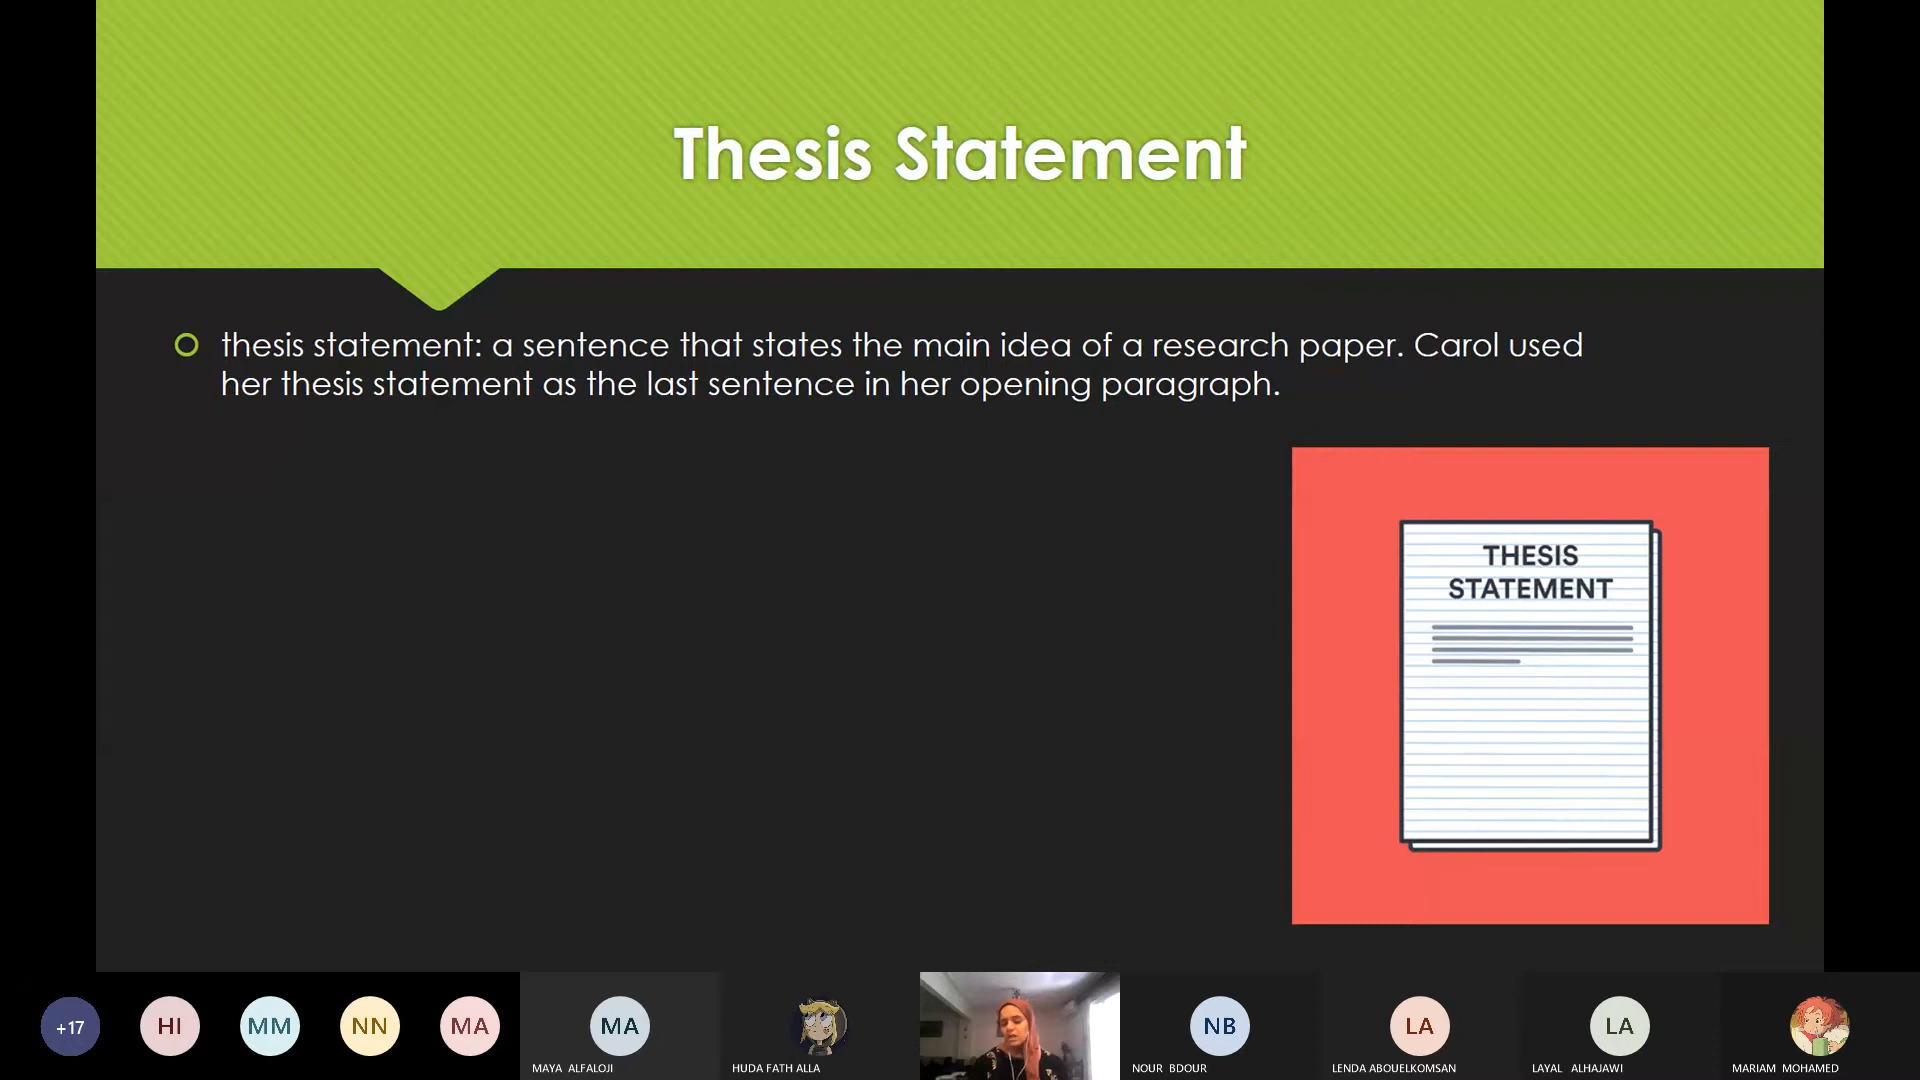 Thesis Statement
thesis statement: a sentence that states the main idea of a research paper. Carol used
her thesis statement as the last sentence in her opening paragraph.
THESIS
STATEMENT
+17
HI
MM
NN
MA
MA
NB
LA
LA
MAYA ALFALOJI
HUDA FATH ALLA
NOUR BDOUR
LENDA ABOUELKOMSAN
LAYAL ALHAJAWI
MARIAM MOHAMED